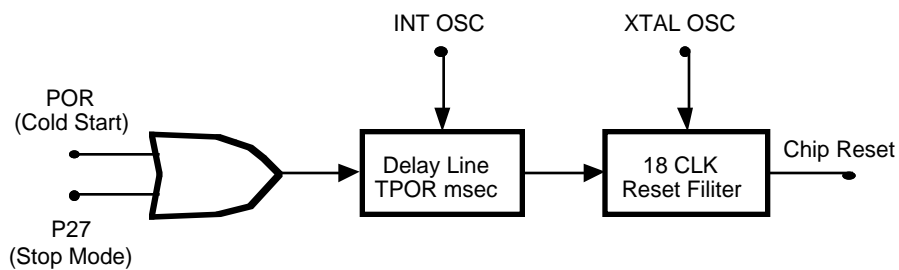 INT OSC
XTAL OSC
POR
(Cold Start)
Delay Line
TPOR msec
18 CLK
Reset Filiter
Chip Reset
P27
(Stop Mode)